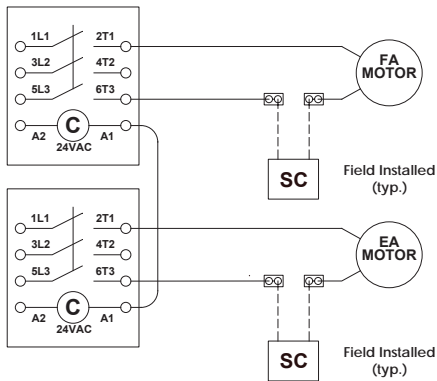 1L1 2T1
3L2 4T2
5L3 6T3
A2 C A1
24VAC
FA
MOTOR
SC
Field Installed
(typ.)
1L1 2T1
3L2 4T2
5L3 6T3
A2 C A1
24VAC
EA
MOTOR
SC
Field Installed
(typ.)